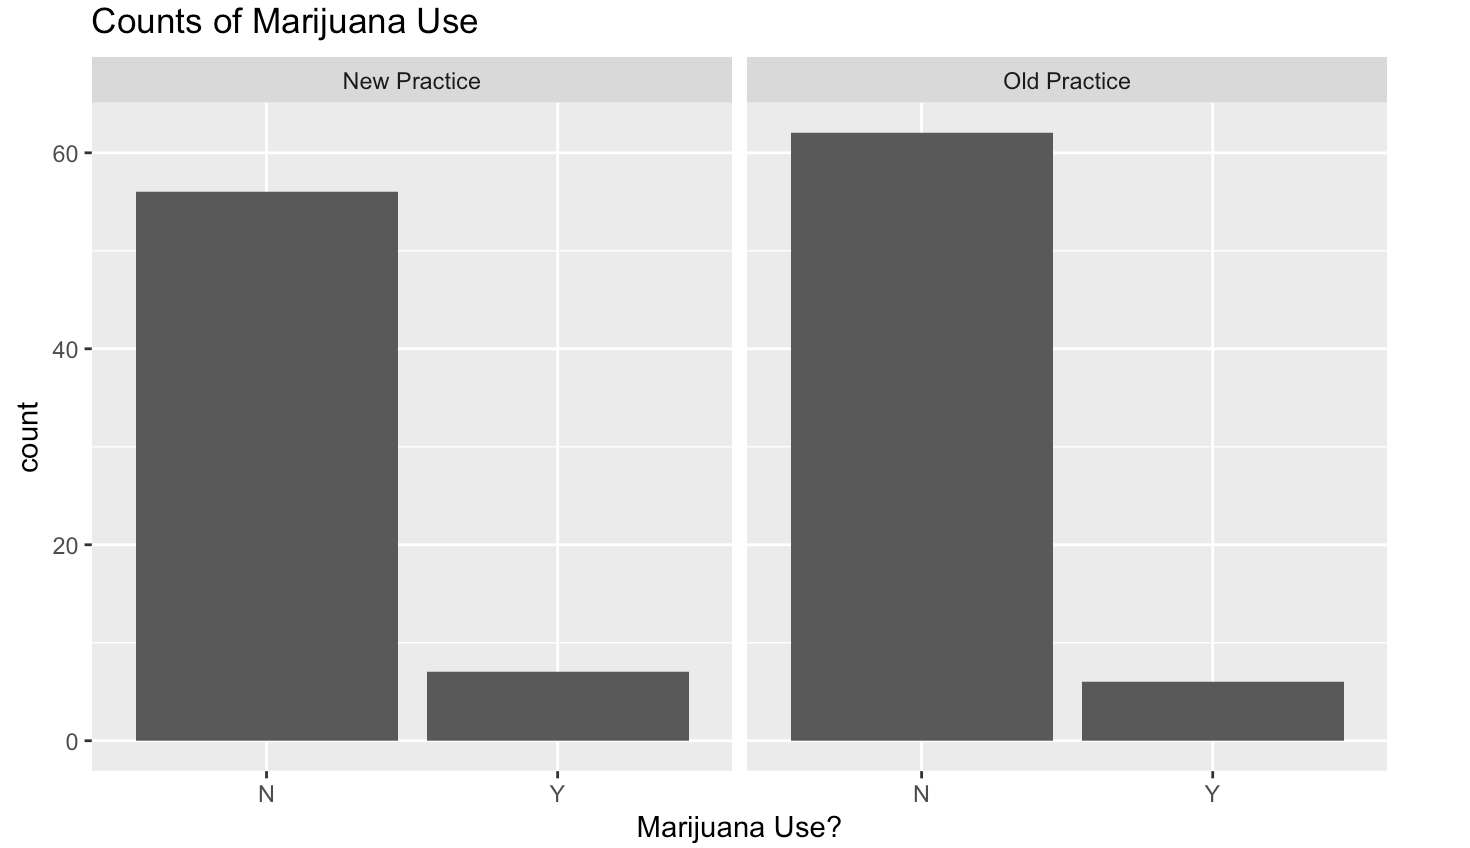 Counts of Marijuana Use
New Practice
Old Practice
count
60
40
20
0
N
Y
N
Y
Marijuana Use?